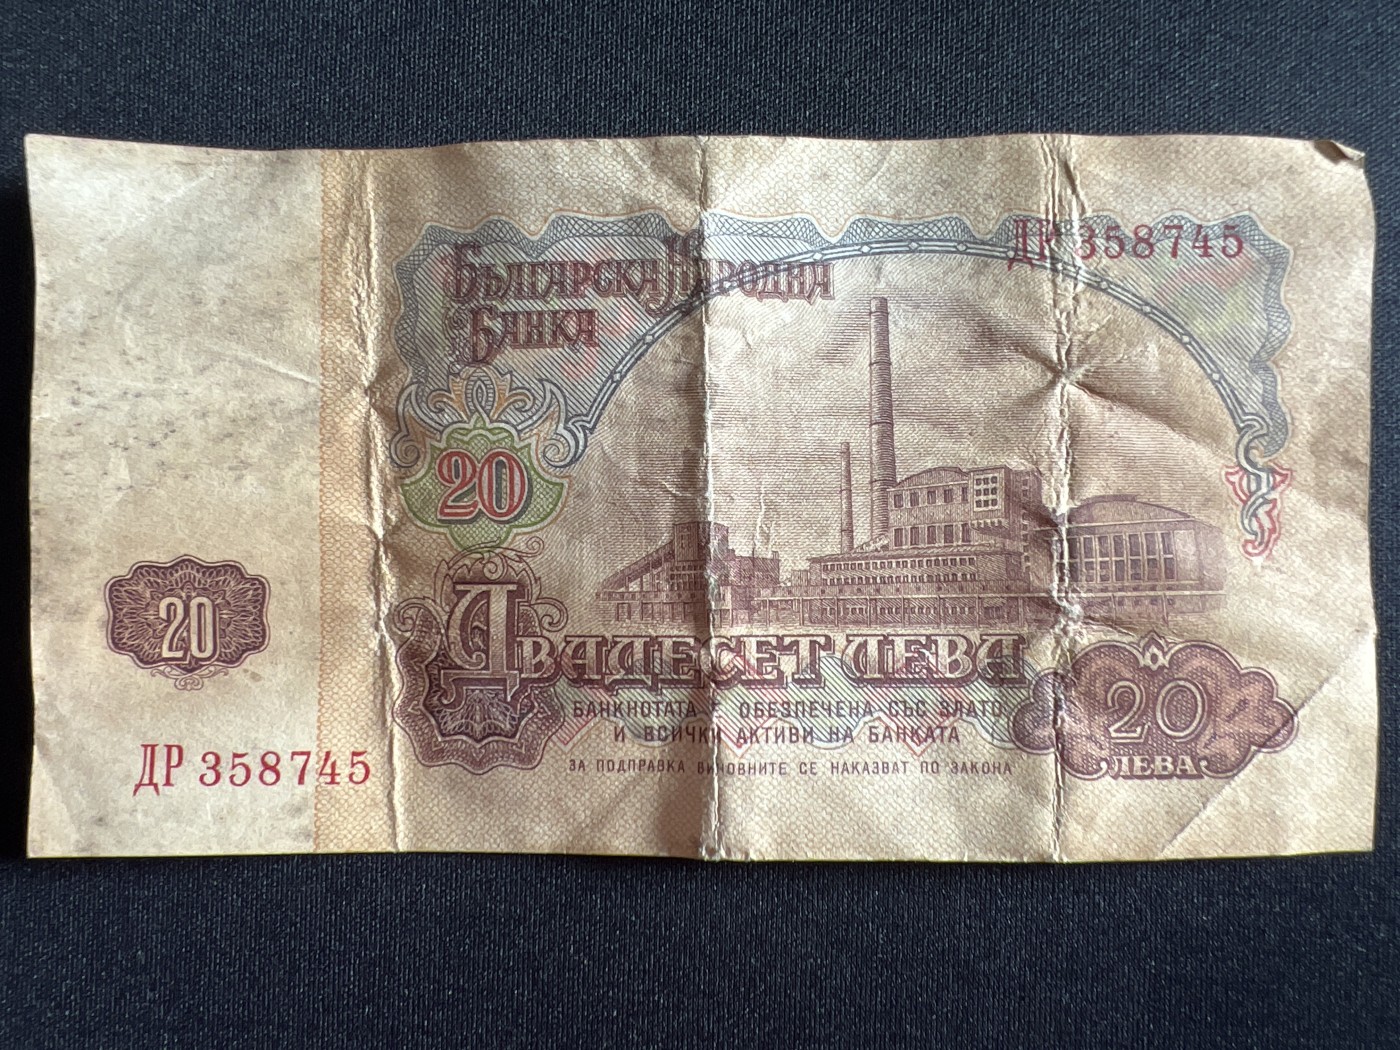 Българска Народна
Банка
ДР 358745
20
Двадесет лева
БАНКНОТАТА Е ОБЕЗПЕЧЕНА СЪС ЗЛАТО
И ВСИЧКИ АКТИВИ НА БАНКАТА
ЗА ПОДПРАВКА ВИНОВНИТЕ СЕ НАКАЗВАТ ПО ЗАКОНА
20
ЛЕВА
20
ДР 358745